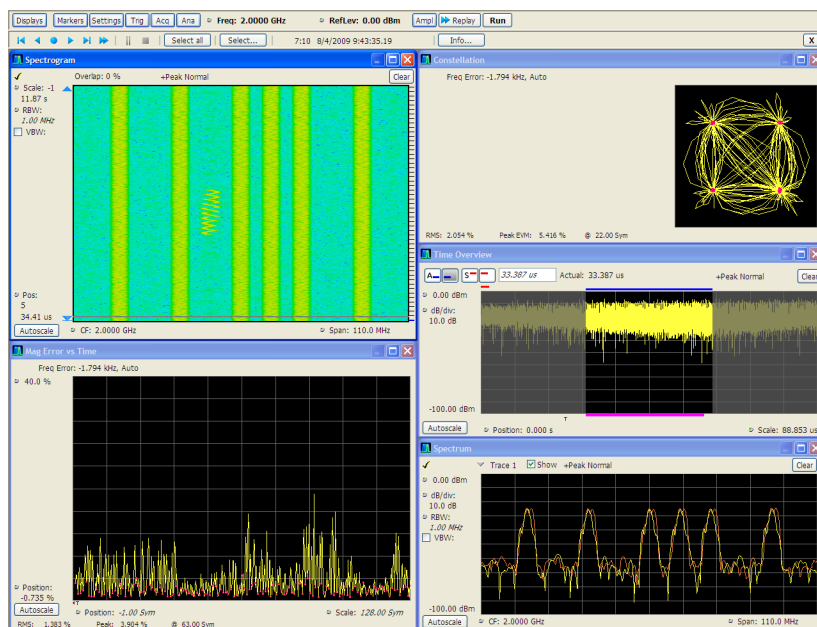 Displays Markers Settings Trig Acq Ana Freq: 2.0000 GHz RefLev: 0.00 dBm Ampl Replay Run
Select all Select... 7:10 8/4/2009 9:43:35.19 Info... X
Spectrogram
Overlap: 0 % +Peak Normal Clear
Scale: -1
11.87 s
RBW:
1.00 MHz
VBW:
Pos:
5
34.41 us
Autoscale CF: 2.0000 GHz Span: 110.0 MHz
Constellation
Freq Error: -1.794 kHz, Auto
RMS: 2.054 % Peak EVM: 5.416 % @ 22.00 Sym
Time Overview
A S 33.387 us Actual: 33.387 us +Peak Normal Clear
0.00 dBm
dB/div:
10.0 dB
-100.00 dBm
T
Autoscale Position: 0.000 s Scale: 88.853 us
Mag Error vs Time
Freq Error: -1.794 kHz, Auto
40.0 %
Position:
-0.735 %
T
Autoscale Position: -1.00 Sym Scale: 128.00 Sym
RMS: 1.383 % Peak: 3.904 % @ 63.00 Sym
Spectrum
Trace 1 Show +Peak Normal Clear
0.00 dBm
dB/div:
10.0 dB
RBW:
1.00 MHz
VBW:
-100.00 dBm
Autoscale CF: 2.0000 GHz Span: 110.0 MHz